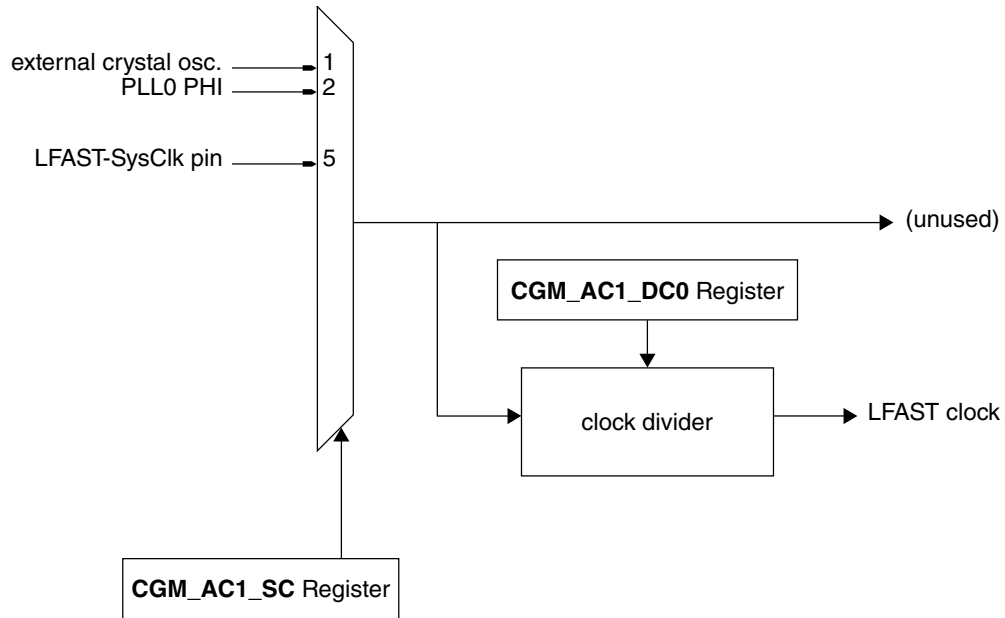 external crystal osc.
1
PLL0 PHI
2
LFAST-SysClk pin
5
(unused)
CGM_AC1_DC0 Register
clock divider
LFAST clock
CGM_AC1_SC Register